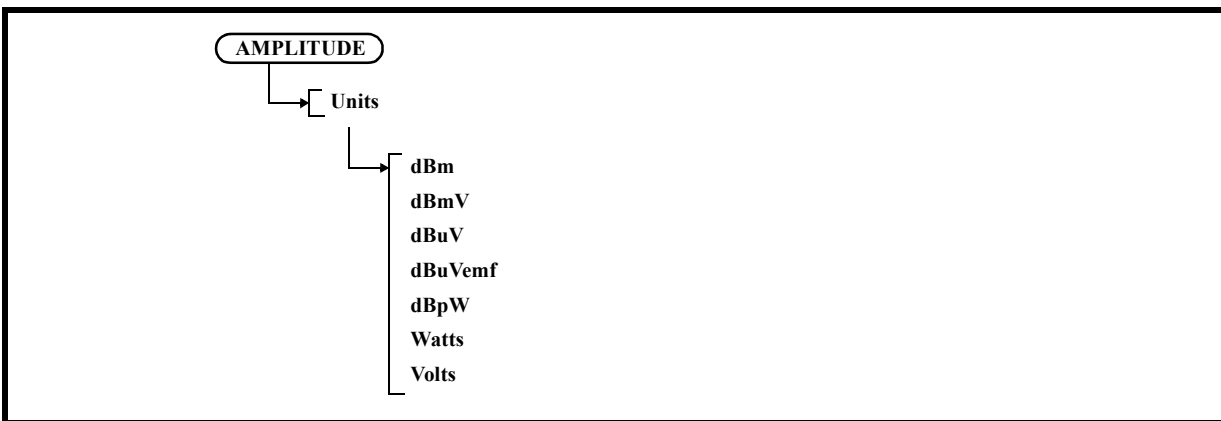 AMPLITUDE
Units
dBm
dBmV
dBuV
dBuVemf
dBpW
Watts
Volts